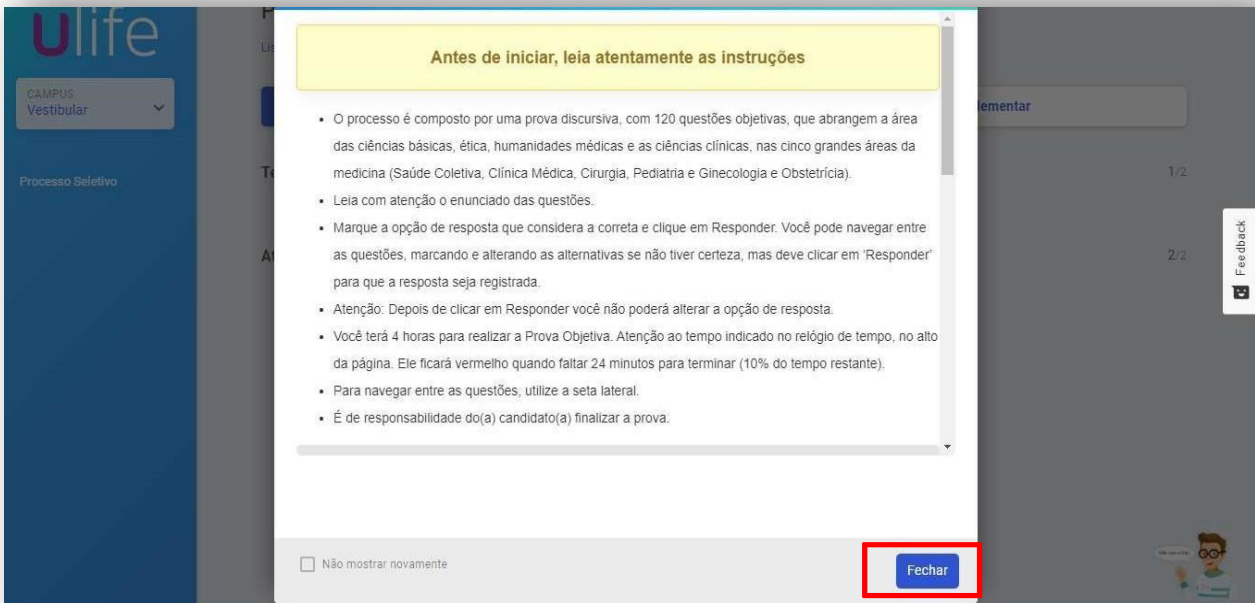 Ulife
CAMPUS
Vestibular
Processo Seletivo
P
Lis
Te
At
lementar
1/2
2/2
Antes de iniciar, leia atentamente as instruções
• O processo é composto por uma prova discursiva, com 120 questões objetivas, que abrangem a área
das ciências básicas, ética, humanidades médicas e as ciências clínicas, nas cinco grandes áreas da
medicina (Saúde Coletiva, Clínica Médica, Cirurgia, Pediatria e Ginecologia e Obstetrícia).
• Leia com atenção o enunciado das questões.
• Marque a opção de resposta que considera a correta e clique em Responder. Você pode navegar entre
as questões, marcando e alterando as alternativas se não tiver certeza, mas deve clicar em 'Responder'
para que a resposta seja registrada.
• Atenção: Depois de clicar em Responder você não poderá alterar a opção de resposta.
• Você terá 4 horas para realizar a Prova Objetiva. Atenção ao tempo indicado no relógio de tempo, no alto
da página. Ele ficará vermelho quando faltar 24 minutos para terminar (10% do tempo restante).
• Para navegar entre as questões, utilize a seta lateral.
• É de responsabilidade do(a) candidato(a) finalizar a prova.
Não mostrar novamente
Fechar
Feedback